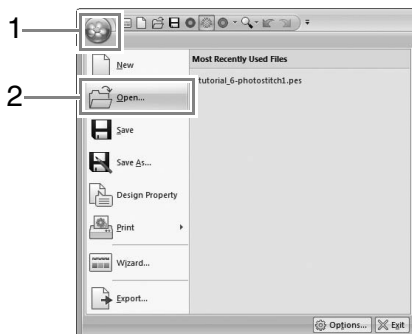 1
2
New
Open...
Save
Save As...
Design Property
Print
Wizard...
Export...
Most Recently Used Files
tutorial_6-photostitch1.pes
Options...
Exit